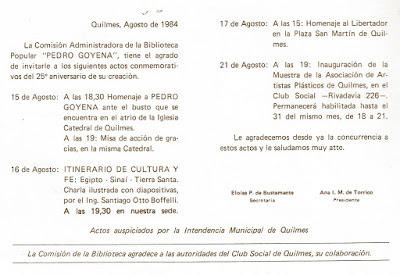 Quilmes, Agosto de 1984
La Comisión Administradora de la Biblioteca
Popular "PEDRO GOYENA", tiene el agrado
de invitarle a los siguientes actos conmemorati-
vos del 25º aniversario de su creación.
15 de Agosto: A las 18,30 Homenaje a PEDRO
GOYENA ante el busto que se
encuentra en el atrio de la Iglesia
Catedral de Quilmes.
A las 19: Misa de acción de gra-
cias, en la misma Catedral.
16 de Agosto: ITINERARIO DE CULTURA Y
FE: Egipto - Sinaí - Tierra Santa.
Charla ilustrada con diapositivas,
por el Ing. Santiago Otto Boffelli.
A las 19,30 en nuestra sede.
17 de Agosto: A las 15: Homenaje al Libertador
en la Plaza San Martín de Quil-
mes.
21 de Agosto: A las 19: Inauguración de la
Muestra de la Asociación de Ar-
tistas Plásticos de Quilmes, en el
Club Social —Rivadavia 226—.
Permanecerá habilitada hasta el
31 del mismo mes, de 18 a 21.
Le agradecemos desde ya la concurrencia a
estos actos y le saludamos muy atte.
Eloisa P. de Bustamante
Secretaria
Ana I. M. de Torrico
Presidente
Actos auspiciados por la Intendencia Municipal de Quilmes
La Comisión de la Biblioteca agradece a las autoridades del Club Social de Quilmes, su colaboración.